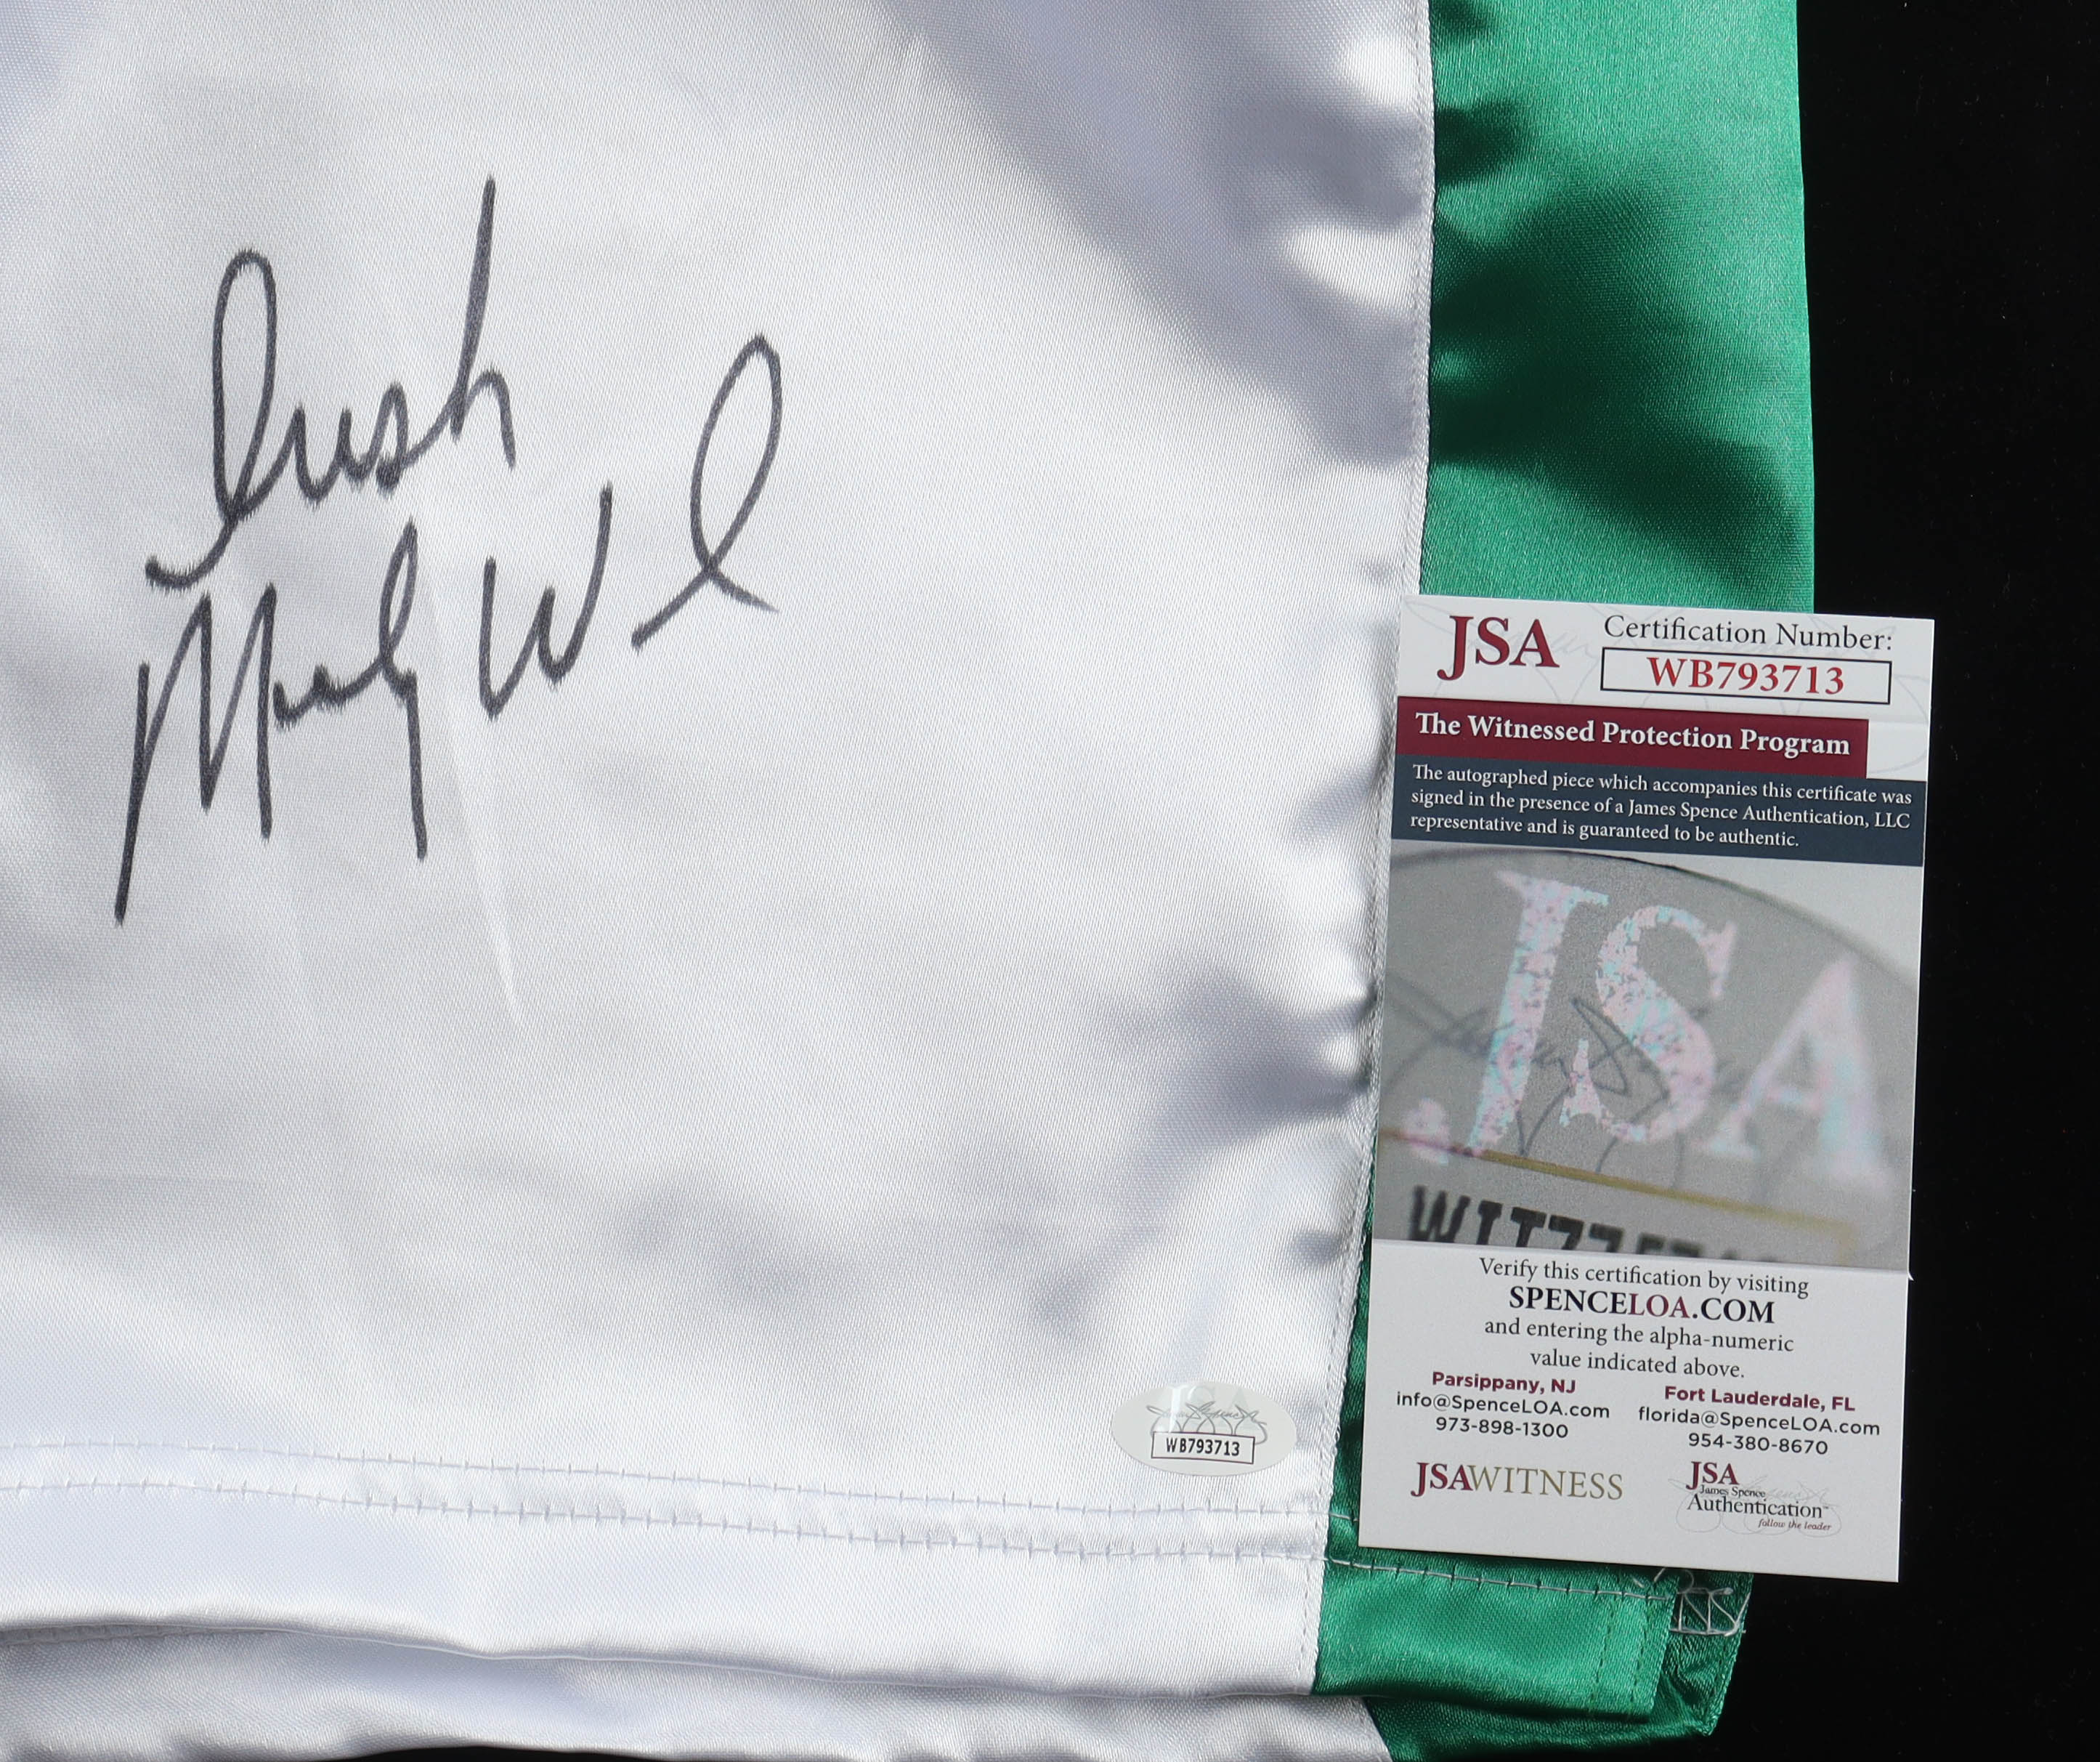 Irish
Micky W
JSA
Certification Number:
WB793713
The Witnessed Protection Program
The autographed piece which accompanies this certificate was
signed in the presence of a James Spence Authentication, LLC
representative and is guaranteed to be authentic.
JSA
Verify this certification by visiting
SPENCELOA.COM
and entering the alpha-numeric
value indicated above.
Parsippany, NJ
info@SpenceLOA.com
973-898-1300
Fort Lauderdale, FL
florida@SpenceLOA.com
954-380-8670
JSAWITNESS
JSA
James Spence
Authentication
follow the leader
JSA
WB793713